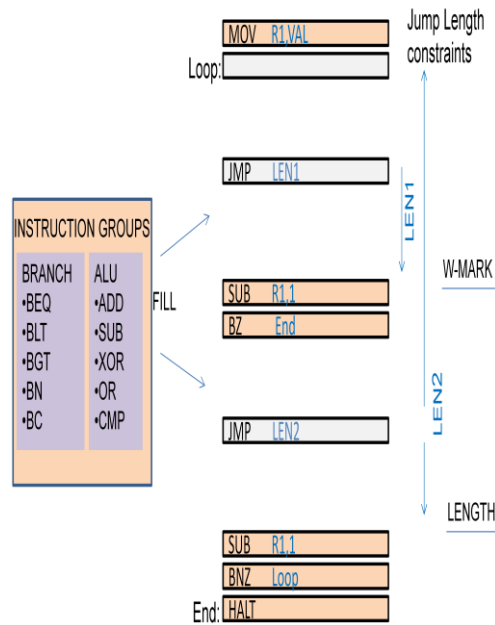 MOV R1,VAL
Jump Length
constraints
Loop:
JMP LEN1
LEN1
INSTRUCTION GROUPS
BRANCH
•BEQ
•BLT
•BGT
•BN
•BC
ALU
•ADD
•SUB
•XOR
•OR
•CMP
FILL
W-MARK
SUB R1,1
BZ End
LEN2
JMP LEN2
LENGTH
SUB R1,1
BNZ Loop
End: HALT